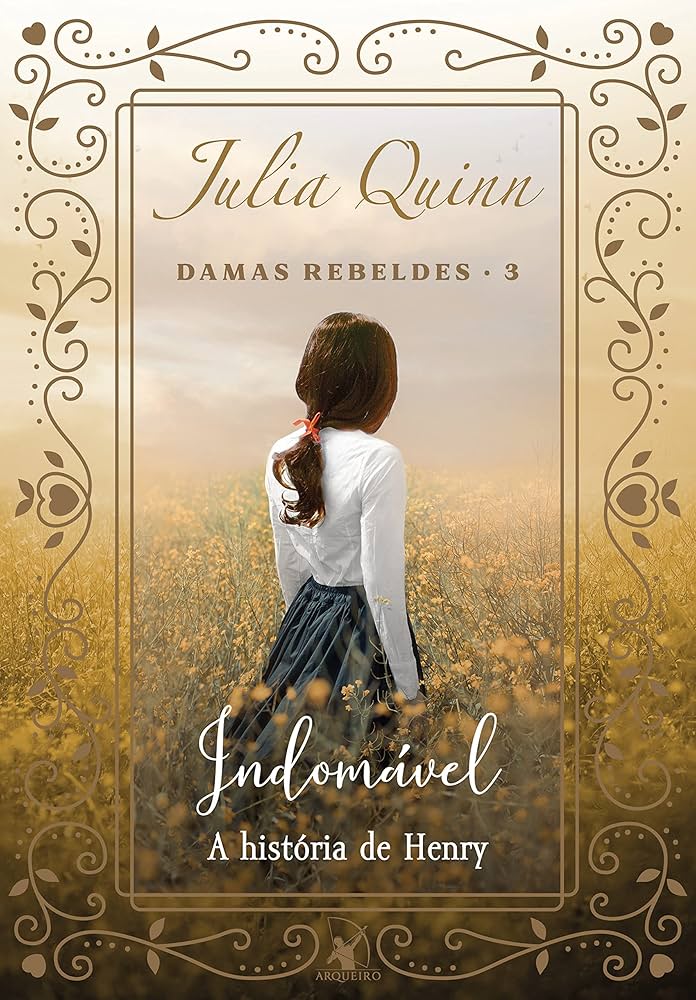 Julia Quinn
DAMAS REBELDES • 3
Indomável
A história de Henry
ARQUEIRO